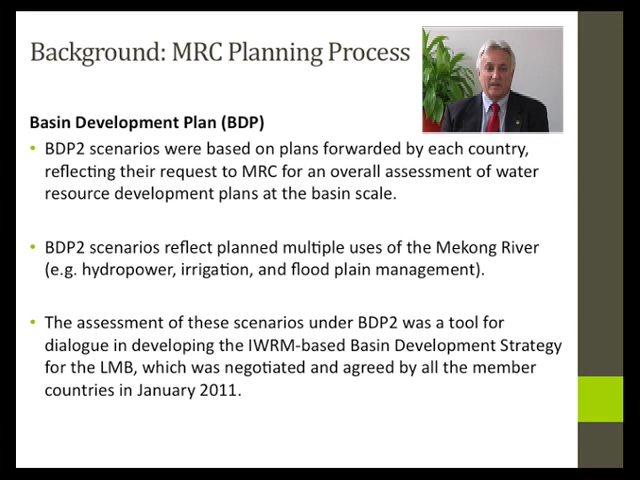 Background: MRC Planning Process
Basin Development Plan (BDP)
• BDP2 scenarios were based on plans forwarded by each country,
reflecting their request to MRC for an overall assessment of water
resource development plans at the basin scale.
• BDP2 scenarios reflect planned multiple uses of the Mekong River
(e.g. hydropower, irrigation, and flood plain management).
• The assessment of these scenarios under BDP2 was a tool for
dialogue in developing the IWRM-based Basin Development Strategy
for the LMB, which was negotiated and agreed by all the member
countries in January 2011.